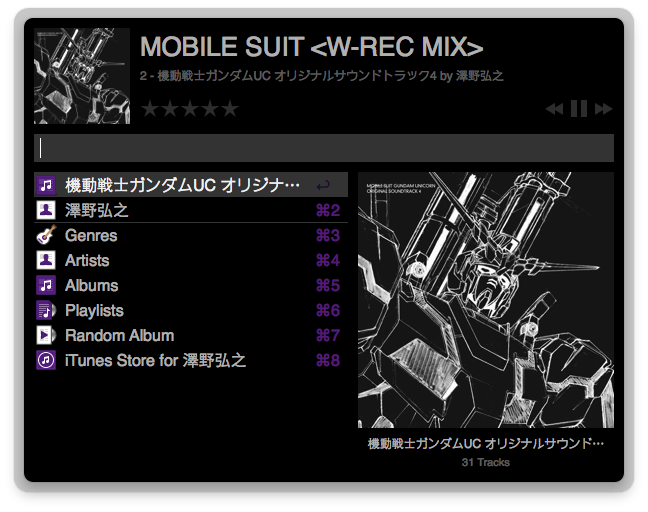 MOBILE SUIT <W-REC MIX>
2 - 機動戦士ガンダムUC オリジナルサウンドトラック4 by 澤野弘之
機動戦士ガンダムUC オリジナ…
澤野弘之 ⌘2
Genres ⌘3
Artists ⌘4
Albums ⌘5
Playlists ⌘6
Random Album ⌘7
iTunes Store for 澤野弘之 ⌘8
MOBILE SUIT GUNDAM UNICORN
ORIGINAL SOUNDTRACK 4
機動戦士ガンダムUC オリジナルサウンド…
31 Tracks